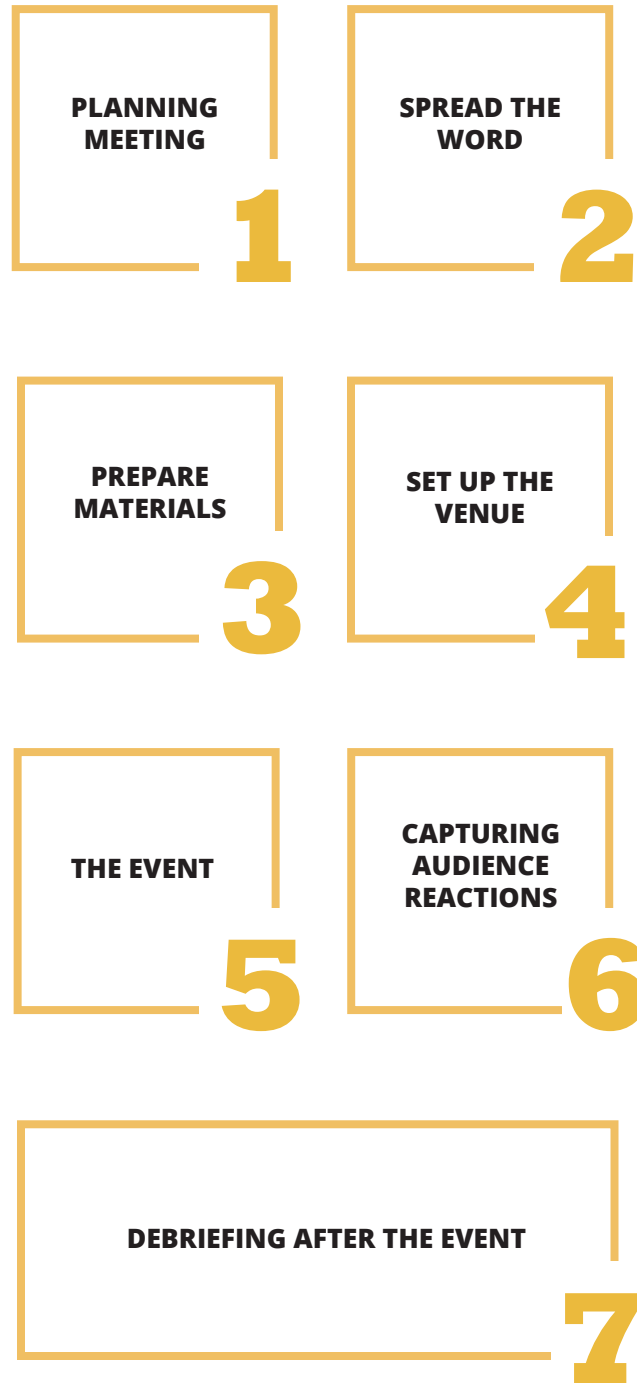 PLANNING
MEETING
1
SPREAD THE
WORD
2
PREPARE
MATERIALS
3
SET UP THE
VENUE
4
THE EVENT
5
CAPTURING
AUDIENCE
REACTIONS
6
DEBRIEFING AFTER THE EVENT
7